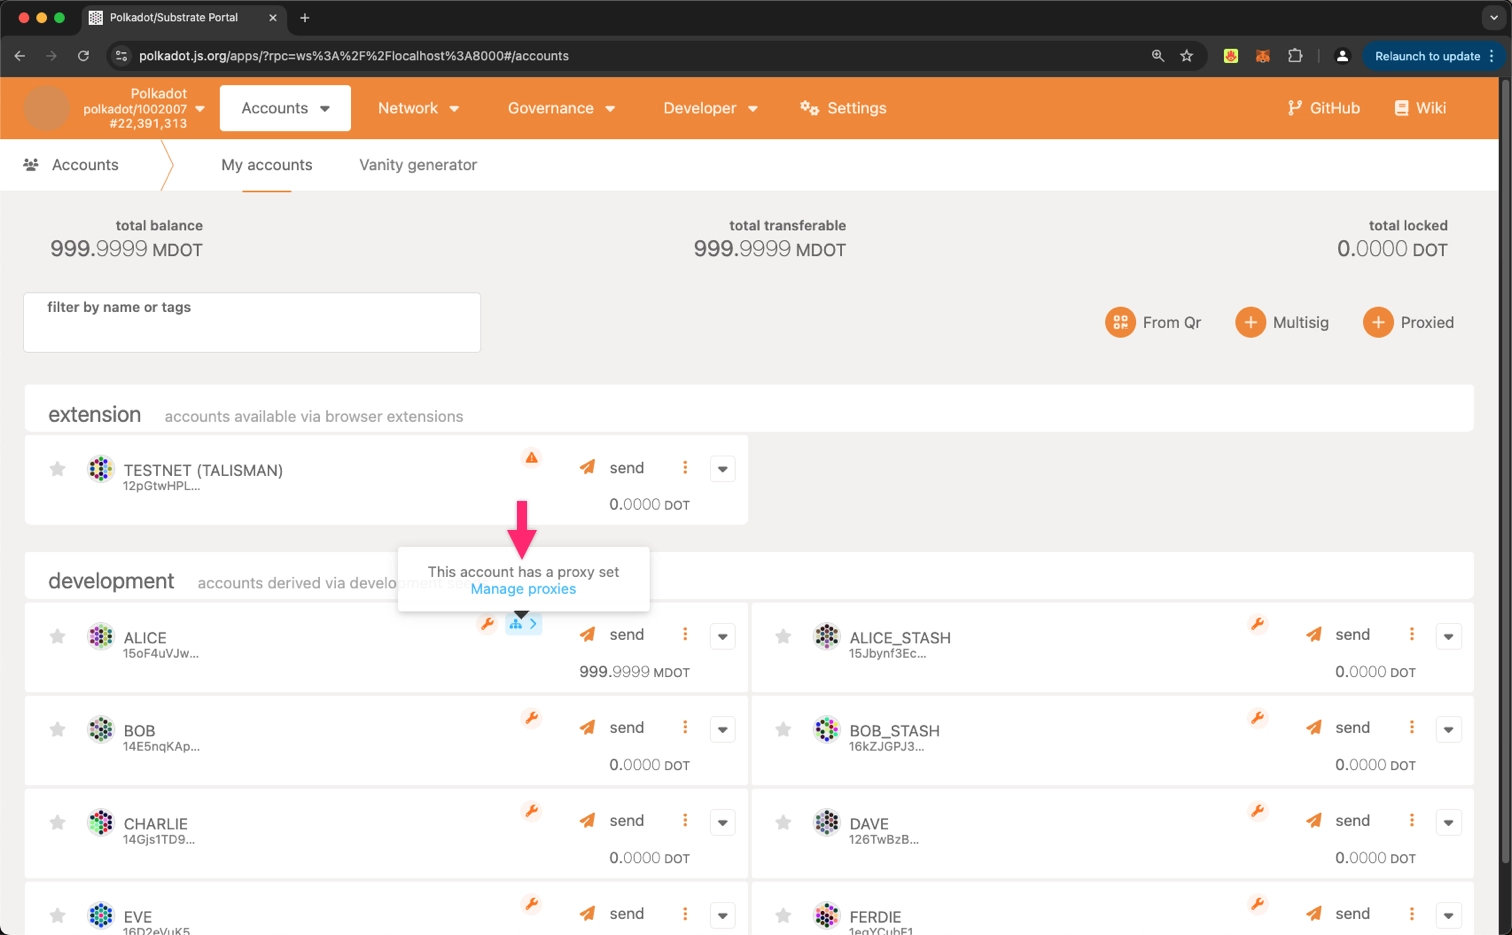 Polkadot/Substrate Portal
polkadot.js.org/apps/?rpc=ws%3A%2F%2Flocalhost%3A8000#/accounts
Relaunch to update
Polkadot
polkadot/1002007
#22,391,313
Accounts
Network
Governance
Developer
Settings
GitHub
Wiki
Accounts
My accounts
Vanity generator
total balance
999.9999 MDOT
total transferable
999.9999 MDOT
total locked
0.0000 DOT
filter by name or tags
From Qr
Multisig
Proxied
extension
accounts available via browser extensions
TESTNET (TALISMAN)
12pGtwHPL...
send
0.0000 DOT
This account has a proxy set
Manage proxies
development
accounts derived via
ALICE
15oF4uVJw...
send
999.9999 MDOT
ALICE_STASH
15Jbynf3Ec...
send
0.0000 DOT
BOB
14E5nqKAp...
send
0.0000 DOT
BOB_STASH
16kZJGPJ3...
send
0.0000 DOT
CHARLIE
14Gjs1TD9...
send
0.0000 DOT
DAVE
126TwBzB...
send
0.0000 DOT
EVE
16D2eVuK5
send
FERDIE
send